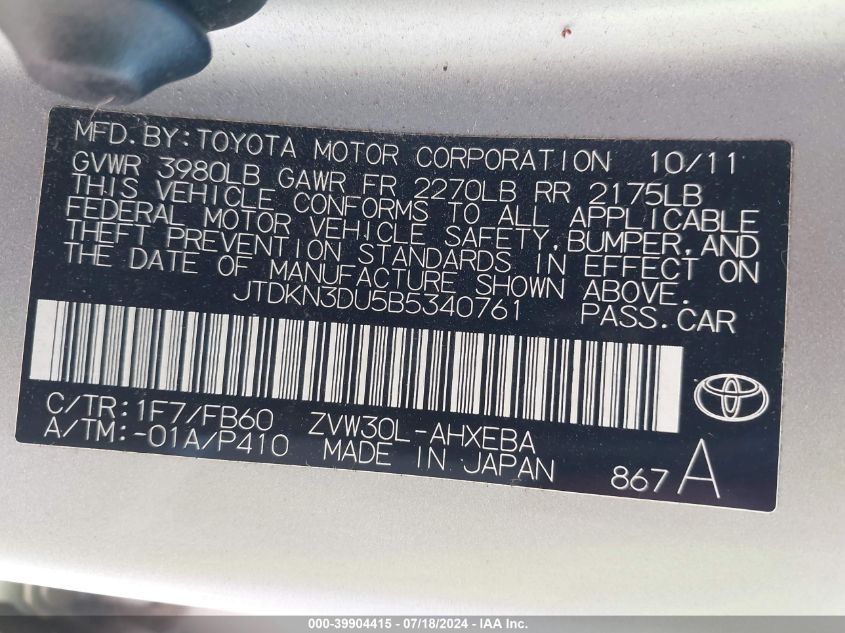 MFD. BY: TOYOTA MOTOR CORPORATION 10/11
GVWR 3980LB GAWR FR 2270LB RR 2175LB
THIS VEHICLE CONFORMS TO ALL APPLICABLE
FEDERAL MOTOR VEHICLE SAFETY, BUMPER, AND
THEFT PREVENTION STANDARDS IN EFFECT ON
THE DATE OF MANUFACTURE SHOWN ABOVE.
JTDKN3DU5B5340761 PASS. CAR
C/TR: 1F7/FB60 ZVW30L-AHXEBA
A/TM: -01A/P410 MADE IN JAPAN 867 A
000-39904415 - 07/18/2024 - IAA Inc.